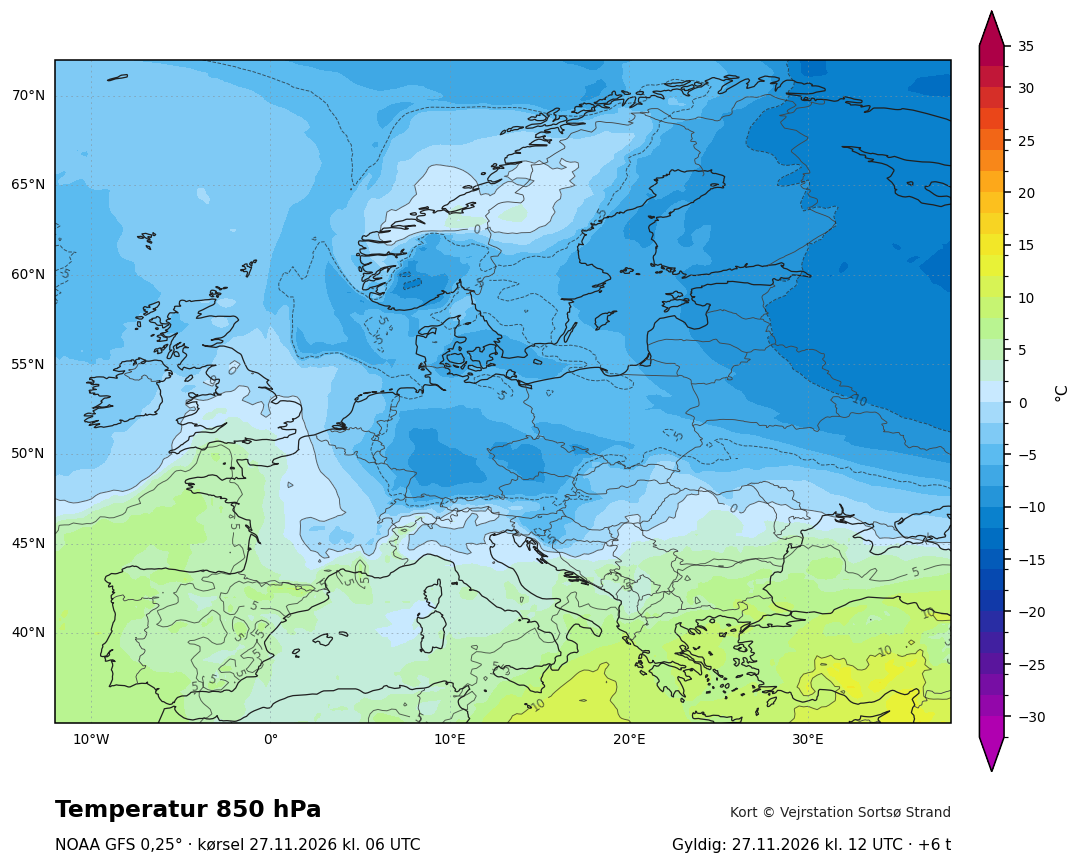 70°N
65°N
60°N
55°N
50°N
45°N
40°N
10°W
0°
10°E
20°E
30°E
35
30
25
20
15
10
5
0
−5
−10
−15
−20
−25
−30
°C
Temperatur 850 hPa
Kort © Vejrstation Sortsø Strand
NOAA GFS 0,25° · kørsel 27.11.2026 kl. 06 UTC
Gyldig: 27.11.2026 kl. 12 UTC · +6 t